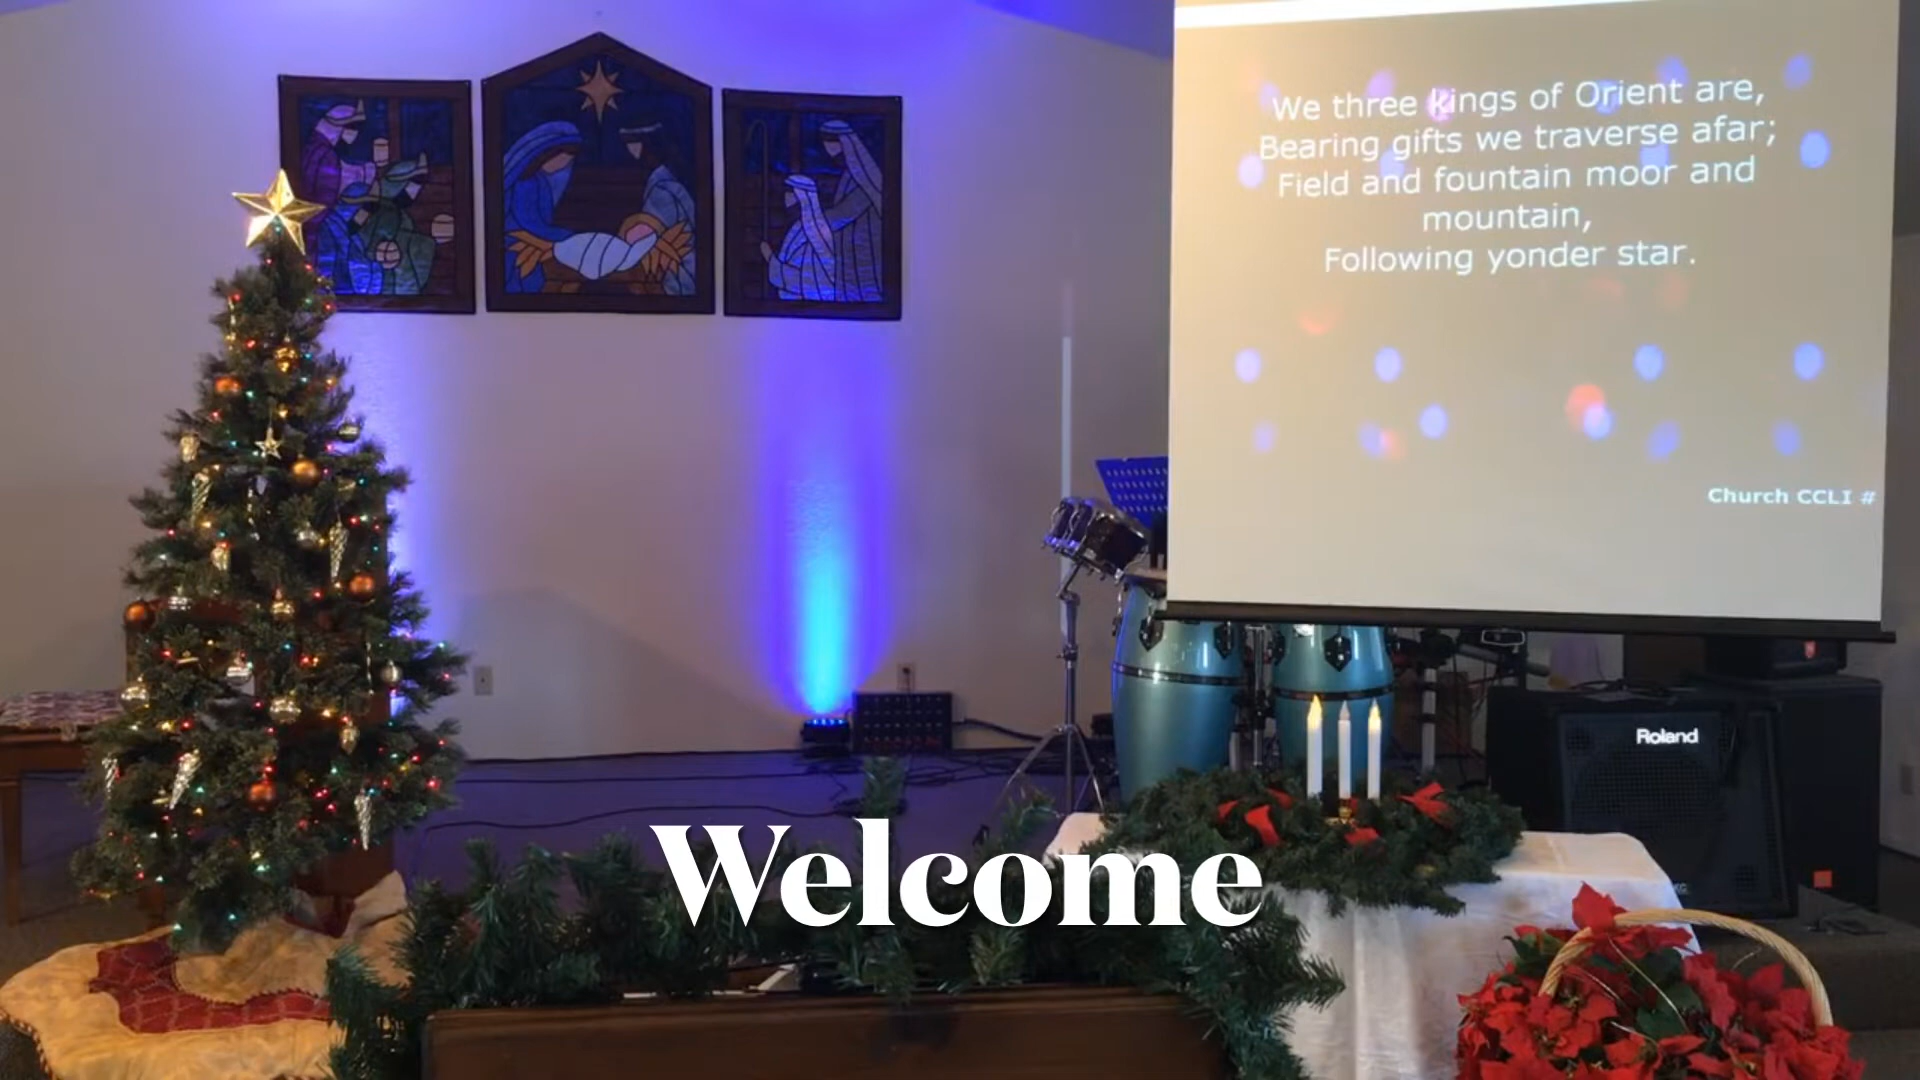 We three kings of Orient are,
Bearing gifts we traverse afar;
Field and fountain moor and
mountain,
Following yonder star.
Church CCLI #
Roland
Welcome